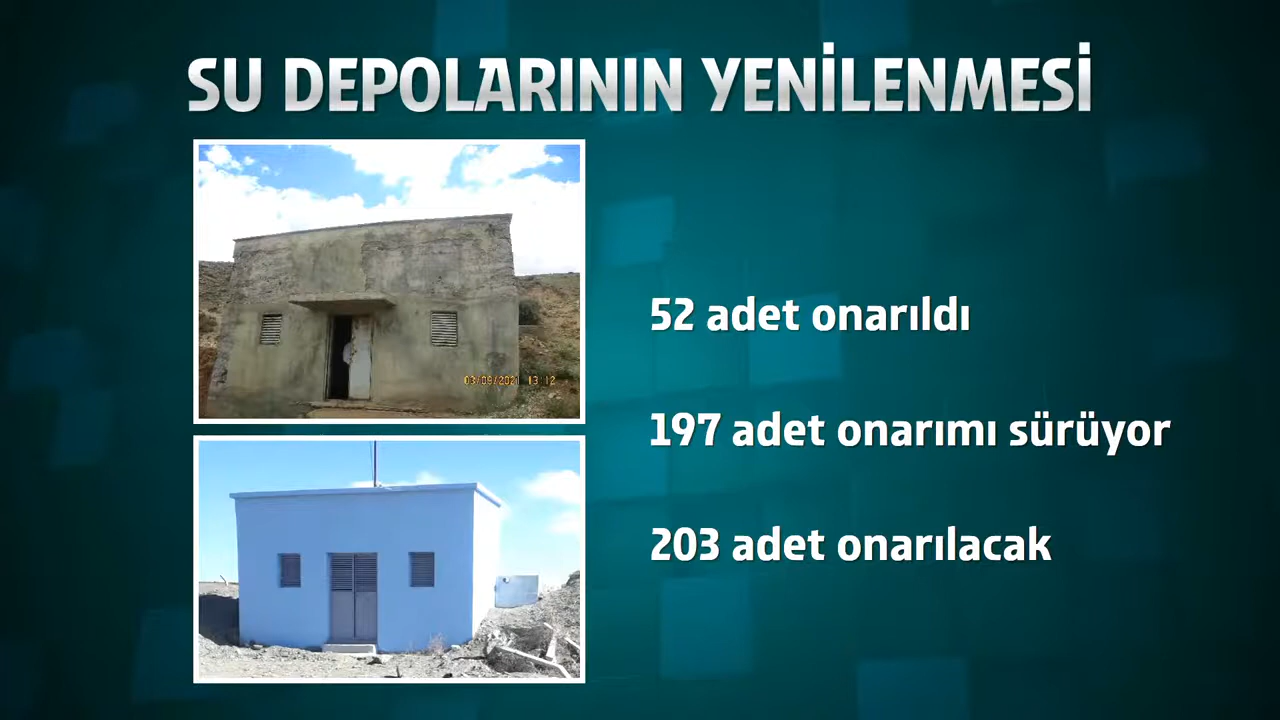 SU DEPOLARININ YENİLENMESİ
03/09/2021 13:12
52 adet onarıldı
197 adet onarımı sürüyor
203 adet onarılacak